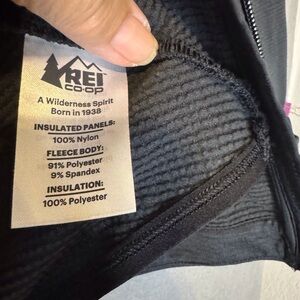 REI
CO·OP
A Wilderness Spirit
Born in 1938
INSULATED PANELS:
100% Nylon
FLEECE BODY:
91% Polyester
9% Spandex
INSULATION:
100% Polyester